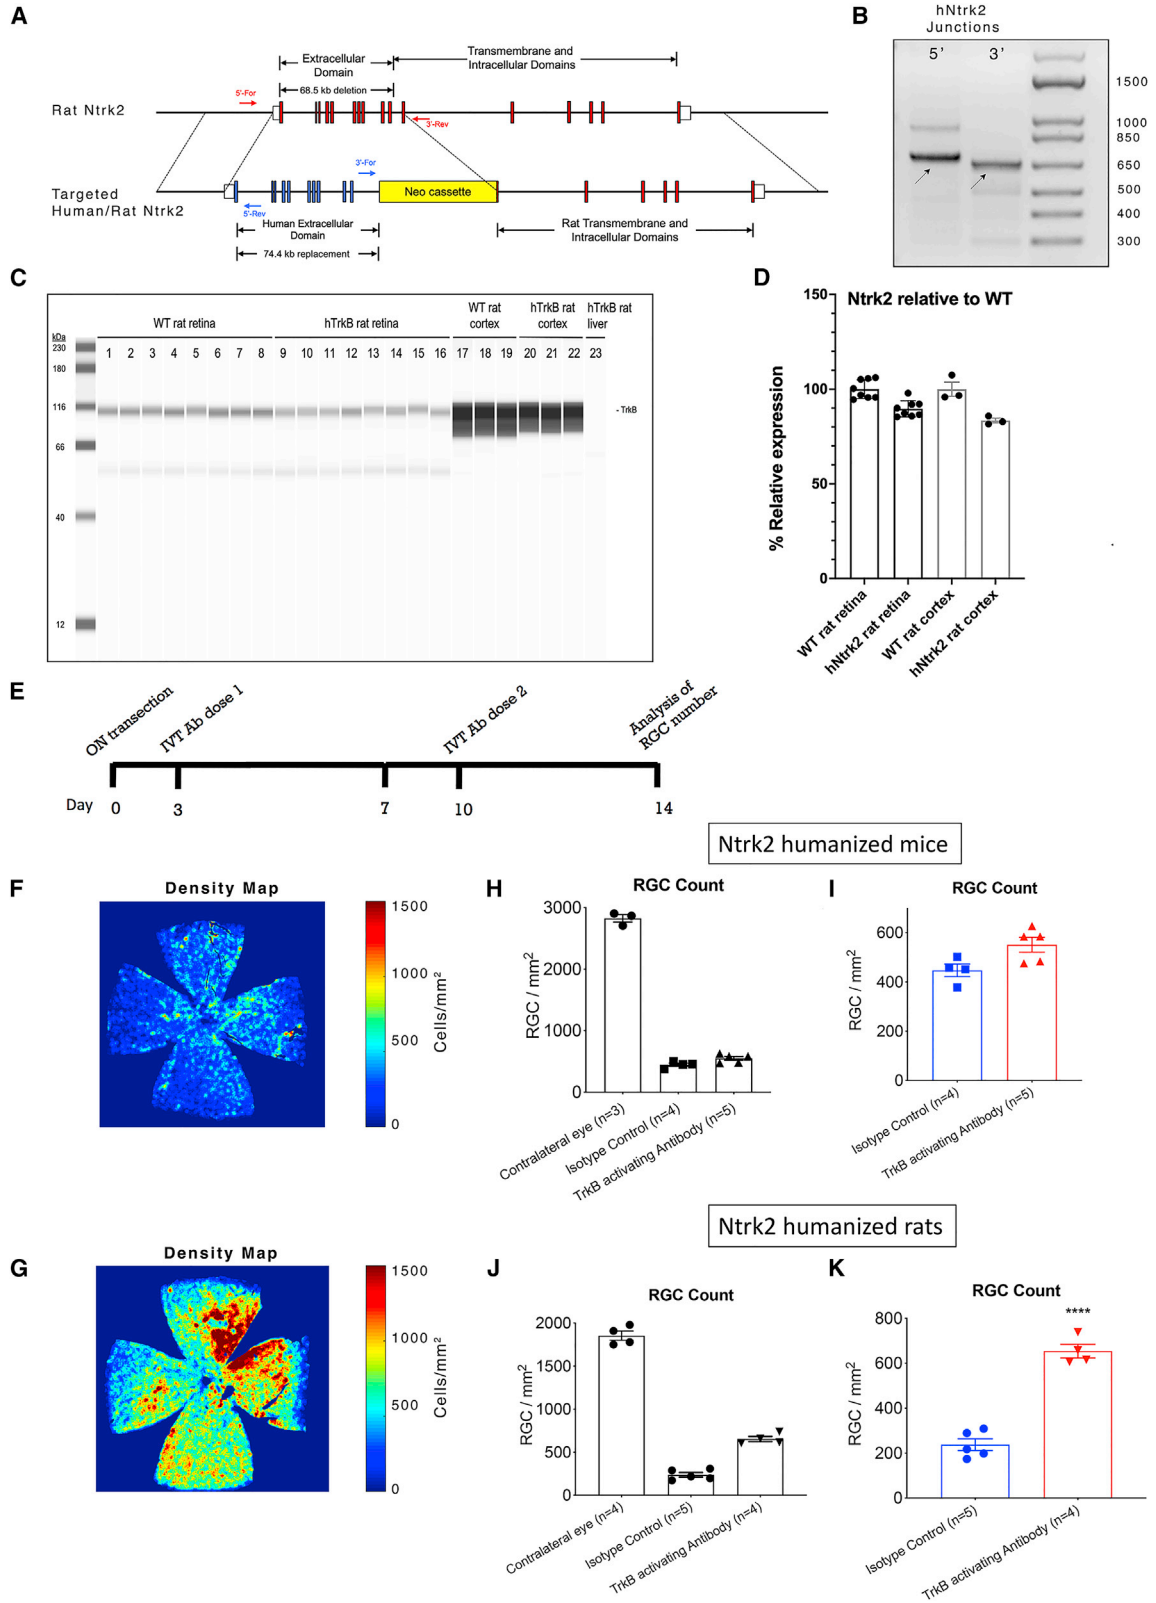 A
Extracellular
Domain
Transmembrane and
Intracellular Domains
68.5 kb deletion
5'-For
Rat Ntrk2
3'-Rev
3'-For
Neo cassette
Targeted
Human/Rat Ntrk2
5'-Rev
Human Extracellular
Domain
Rat Transmembrane and
Intracellular Domains
74.4 kb replacement
B
hNtrk2
Junctions
5’ 3’
1500
1000
850
650
500
400
300
C
WT rat retina
hTrkB rat retina
WT rat
cortex
hTrkB rat
cortex
hTrkB rat
liver
kDa
230
180
116
66
40
12
1 2 3 4 5 6 7 8 9 10 11 12 13 14 15 16 17 18 19 20 21 22 23
- TrkB
D
Ntrk2 relative to WT
% Relative expression
150
100
50
0
WT rat retina
hNtrk2 rat retina
WT rat cortex
hNtrk2 rat cortex
E
ON transection
IVT Ab dose 1
IVT Ab dose 2
Analysis of
RGC number
Day 0 3 7 10 14
Ntrk2 humanized mice
F
Density Map
1500
1000
500
0
Cells/mm²
H
RGC Count
RGC / mm²
3000
2000
1000
0
Contralateral eye (n=3)
Isotype Control (n=4)
TrkB activating Antibody (n=5)
I
RGC Count
RGC / mm²
600
400
200
0
Isotype Control (n=4)
TrkB activating Antibody (n=5)
Ntrk2 humanized rats
G
Density Map
1500
1000
500
0
Cells/mm²
J
RGC Count
RGC / mm²
2000
1500
1000
500
0
Contralateral eye (n=4)
Isotype Control (n=5)
TrkB activating Antibody (n=4)
K
RGC Count
RGC / mm²
800
600
400
200
0
****
Isotype Control (n=5)
TrkB activating Antibody (n=4)